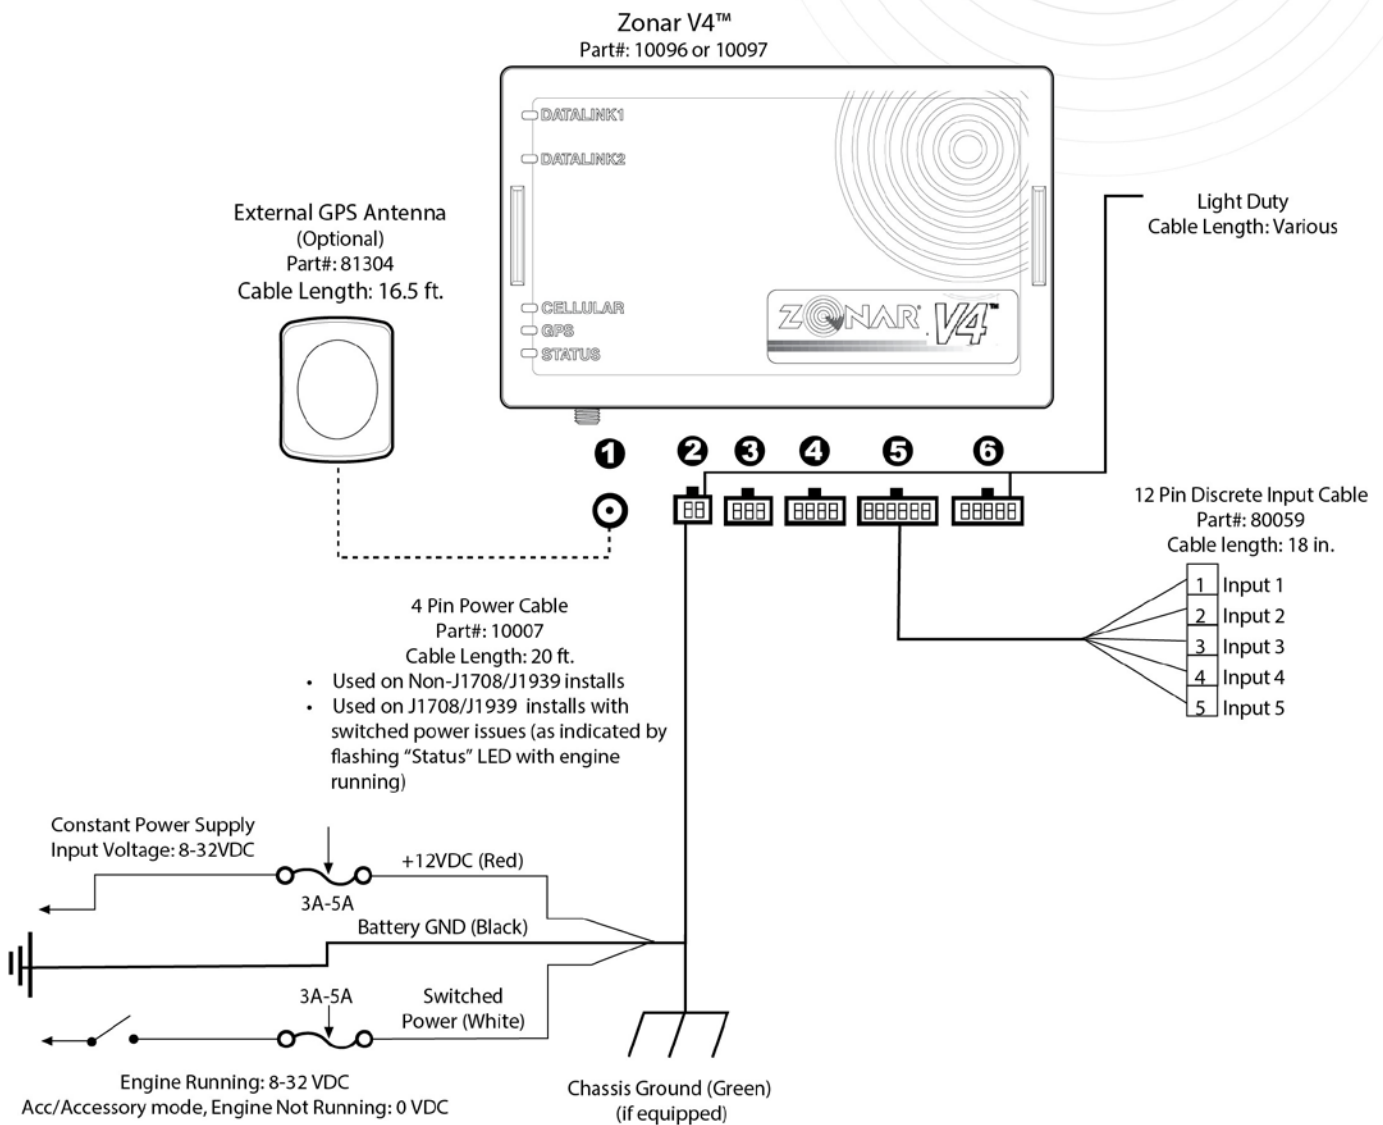 Zonar V4™
Part#: 10096 or 10097
DATALINK1
DATALINK2
CELLULAR
GPS
STATUS
ZONAR® V4™
External GPS Antenna
(Optional)
Part#: 81304
Cable Length: 16.5 ft.
Light Duty
Cable Length: Various
1 2 3 4 5 6
12 Pin Discrete Input Cable
Part#: 80059
Cable length: 18 in.
1 Input 1
2 Input 2
3 Input 3
4 Input 4
5 Input 5
4 Pin Power Cable
Part#: 10007
Cable Length: 20 ft.
• Used on Non-J1708/J1939 installs
• Used on J1708/J1939 installs with
switched power issues (as indicated by
flashing “Status” LED with engine
running)
Constant Power Supply
Input Voltage: 8-32VDC
+12VDC (Red)
3A-5A
Battery GND (Black)
3A-5A
Switched
Power (White)
Engine Running: 8-32 VDC
Acc/Accessory mode, Engine Not Running: 0 VDC
Chassis Ground (Green)
(if equipped)